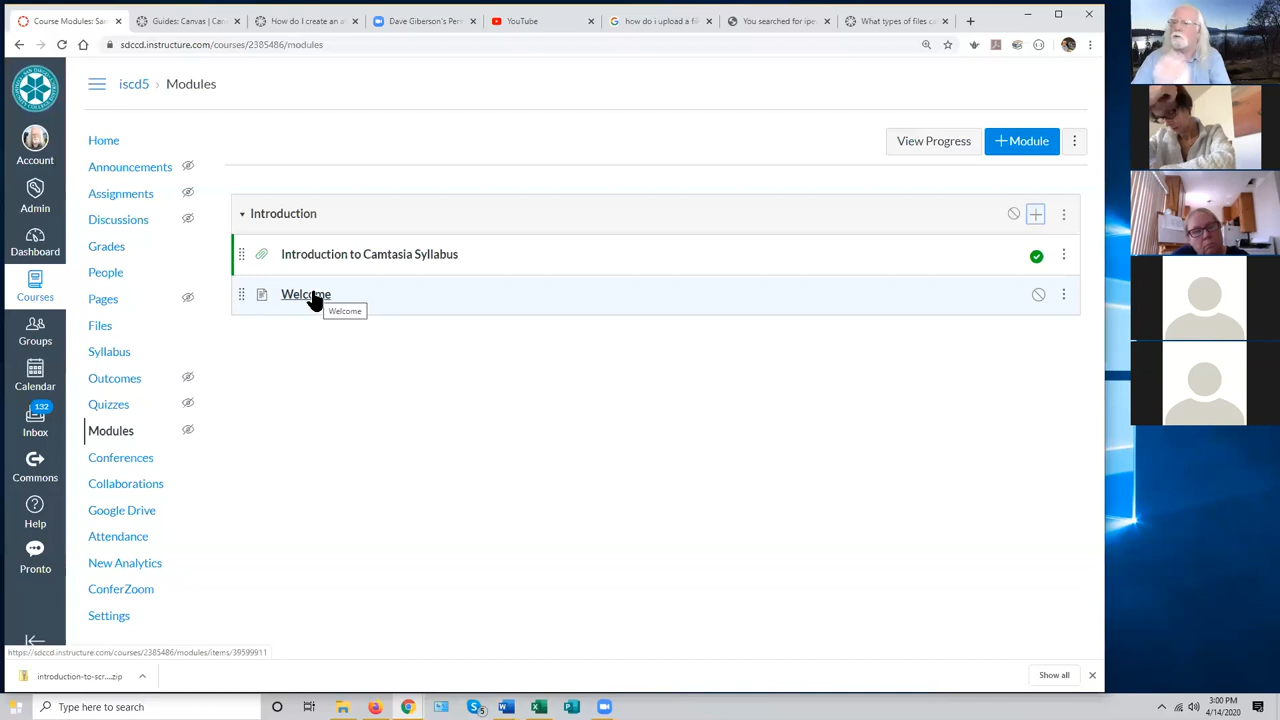 Course Modules: San
Guides: Canvas | Can
How do I create an a
Dave Giberson's Perr
YouTube
how do i upload a fil
You searched for ipe
What types of files ca
sdccd.instructure.com/courses/2385486/modules
iscd5 › Modules
View Progress
+Module
Account
Admin
Dashboard
Courses
Groups
Calendar
132
Inbox
Commons
Help
Pronto
Home
Announcements
Assignments
Discussions
Grades
People
Pages
Files
Syllabus
Outcomes
Quizzes
Modules
Conferences
Collaborations
Google Drive
Attendance
New Analytics
ConferZoom
Settings
Introduction
Introduction to Camtasia Syllabus
Welcome
Welcome
https://sdccd.instructure.com/courses/2385486/modules/items/39599911
introduction-to-scr....zip
Show all
Type here to search
5
3:00 PM
4/14/2020